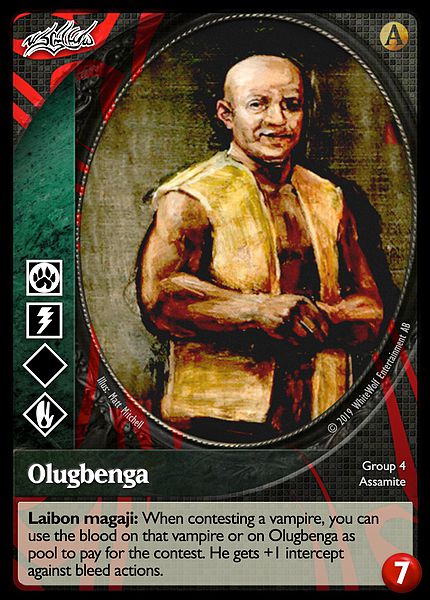 A
Illus: Matt Mitchell
© 2019 WhiteWolf Entertainment AB
Olugbenga
Group 4
Assamite
Laibon magaji: When contesting a vampire, you can
use the blood on that vampire or on Olugbenga as
pool to pay for the contest. He gets +1 intercept
against bleed actions.
7